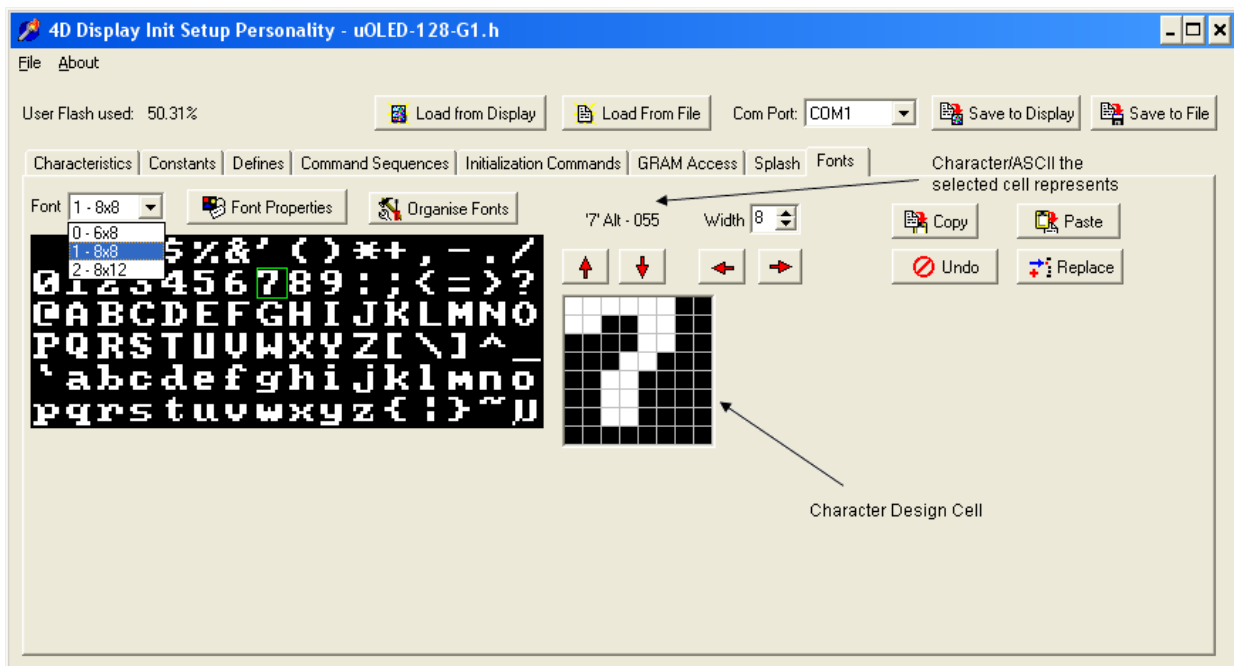 4D Display Init Setup Personality - uOLED-128-G1.h
File About
User Flash used: 50.31% Load from Display Load From File Com Port: COM1 Save to Display Save to File
Characteristics Constants Defines Command Sequences Initialization Commands GRAM Access Splash Fonts
Character/ASCII the
selected cell represents
Font 1 - 8x8 Font Properties Organise Fonts '7' Alt - 055 Width 8 Copy Paste
0 - 6x8
1 - 8x8
2 - 8x12
Undo Replace
$%&'()*+,-./
0123456789:;<=>?
@ABCDEFGHIJKLMNO
PQRSTUVWXYZ[\]^_
`abcdefghijklmno
pqrstuvwxyz{¦}~µ
Character Design Cell